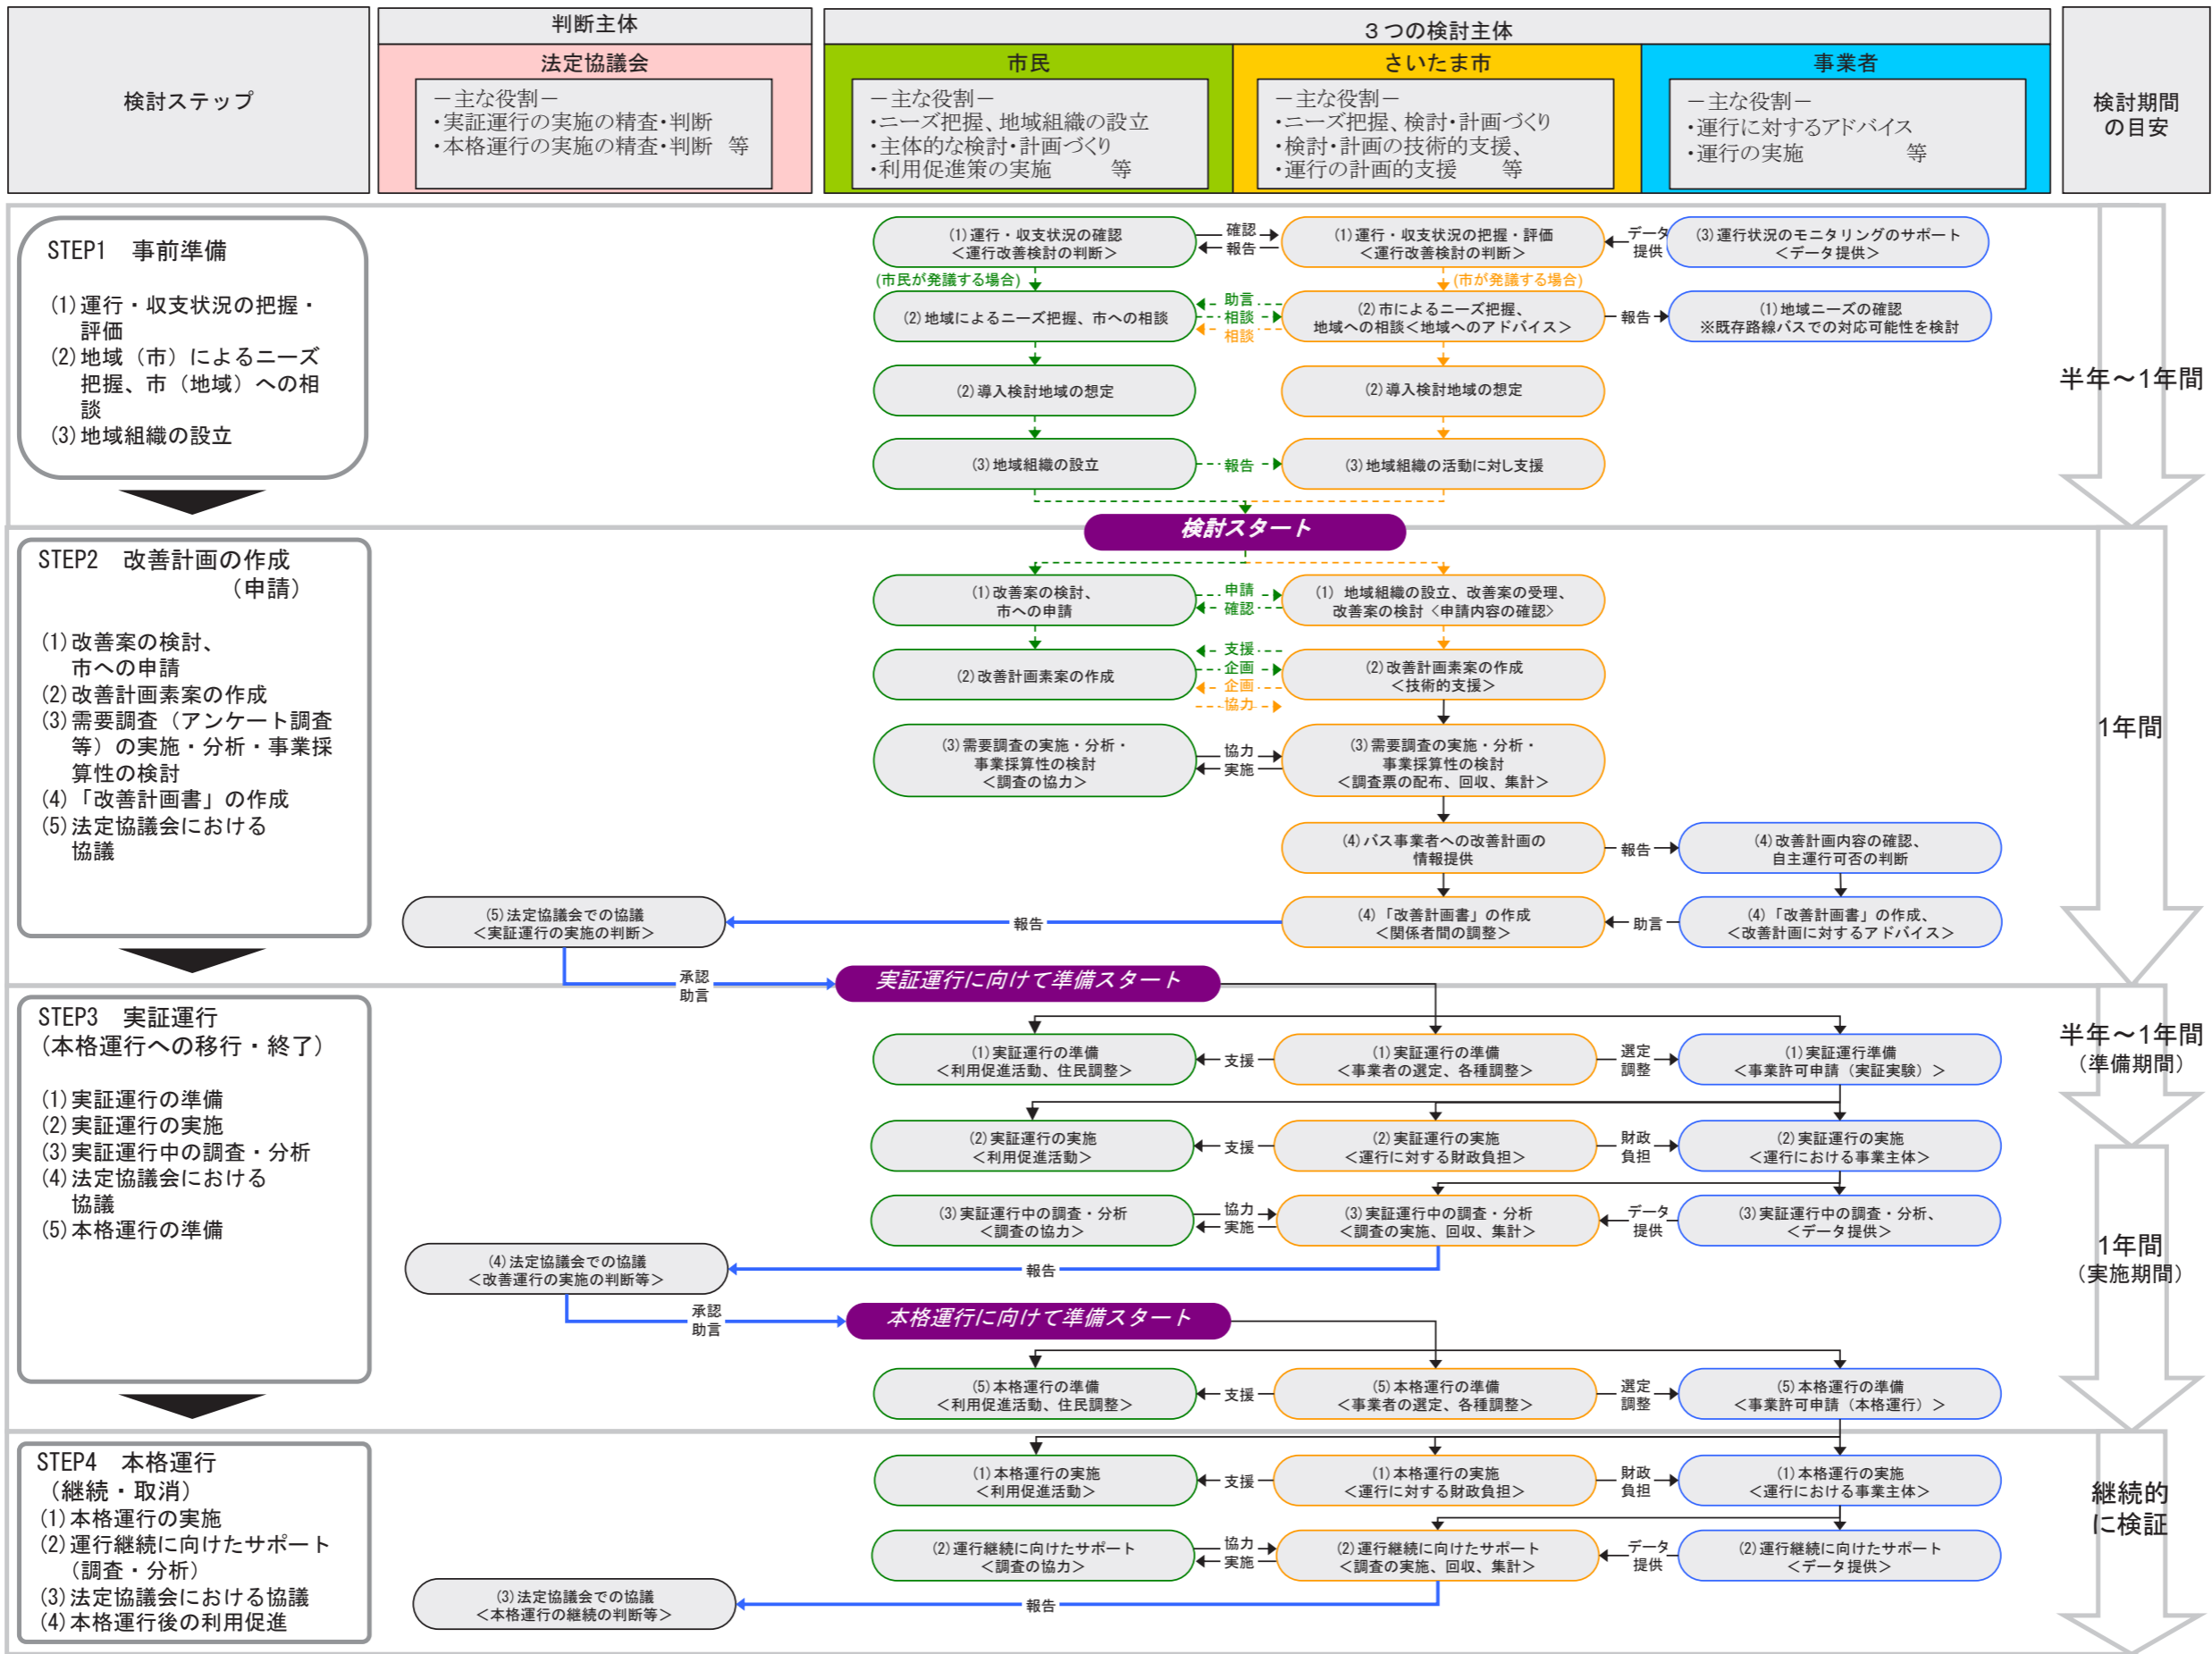 検討ステップ
判断主体
法定協議会
－主な役割－
・実証運行の実施の精査・判断
・本格運行の実施の精査・判断　等
３つの検討主体
市民
－主な役割－
・ニーズ把握、地域組織の設立
・主体的な検討・計画づくり
・利用促進策の実施　　　等
さいたま市
－主な役割－
・ニーズ把握、検討・計画づくり
・検討・計画の技術的支援、
・運行の計画的支援　　等
事業者
－主な役割－
・運行に対するアドバイス
・運行の実施　　　　等
検討期間
の目安
STEP1　事前準備
(1)運行・収支状況の把握・
評価
(2)地域（市）によるニーズ
把握、市（地域）への相
談
(3)地域組織の設立
(1)運行・収支状況の確認
＜運行改善検討の判断＞
確認
報告
(1)運行・収支状況の把握・評価
＜運行改善検討の判断＞
データ
提供
(3)運行状況のモニタリングのサポート
＜データ提供＞
(市民が発議する場合)
(市が発議する場合)
(2)地域によるニーズ把握、市への相談
助言
相談
相談
(2)市によるニーズ把握、
地域への相談＜地域へのアドバイス＞
報告
(1)地域ニーズの確認
※既存路線バスでの対応可能性を検討
(2)導入検討地域の想定
(2)導入検討地域の想定
(3)地域組織の設立
報告
(3)地域組織の活動に対し支援
半年～1年間
検討スタート
STEP2　改善計画の作成
（申請）
(1)改善案の検討、
市への申請
(2)改善計画素案の作成
(3)需要調査（アンケート調査
等）の実施・分析・事業採
算性の検討
(4)「改善計画書」の作成
(5)法定協議会における
協議
(1)改善案の検討、
市への申請
申請
確認
(1) 地域組織の設立、改善案の受理、
改善案の検討〈申請内容の確認〉
(2)改善計画素案の作成
支援
企画
企画
協力
(2)改善計画素案の作成
＜技術的支援＞
(3)需要調査の実施・分析・
事業採算性の検討
＜調査の協力＞
協力
実施
(3)需要調査の実施・分析・
事業採算性の検討
＜調査票の配布、回収、集計＞
(4)バス事業者への改善計画の
情報提供
報告
(4)改善計画内容の確認、
自主運行可否の判断
(5)法定協議会での協議
＜実証運行の実施の判断＞
報告
(4)「改善計画書」の作成
＜関係者間の調整＞
助言
(4)「改善計画書」の作成、
＜改善計画に対するアドバイス＞
1年間
承認
助言
実証運行に向けて準備スタート
STEP3　実証運行
(本格運行への移行・終了)
(1)実証運行の準備
(2)実証運行の実施
(3)実証運行中の調査・分析
(4)法定協議会における
協議
(5)本格運行の準備
(1)実証運行の準備
＜利用促進活動、住民調整＞
支援
(1)実証運行の準備
＜事業者の選定、各種調整＞
選定
調整
(1)実証運行準備
＜事業許可申請（実証実験）＞
半年～1年間
（準備期間）
(2)実証運行の実施
＜利用促進活動＞
支援
(2)実証運行の実施
＜運行に対する財政負担＞
財政
負担
(2)実証運行の実施
＜運行における事業主体＞
(3)実証運行中の調査・分析
＜調査の協力＞
協力
実施
(3)実証運行中の調査・分析
＜調査の実施、回収、集計＞
データ
提供
(3)実証運行中の調査・分析、
＜データ提供＞
(4)法定協議会での協議
＜改善運行の実施の判断等＞
報告
1年間
（実施期間）
承認
助言
本格運行に向けて準備スタート
(5)本格運行の準備
＜利用促進活動、住民調整＞
支援
(5)本格運行の準備
＜事業者の選定、各種調整＞
選定
調整
(5)本格運行の準備
＜事業許可申請（本格運行）＞
STEP4　本格運行
（継続・取消）
(1)本格運行の実施
(2)運行継続に向けたサポート
（調査・分析）
(3)法定協議会における協議
(4)本格運行後の利用促進
(1)本格運行の実施
＜利用促進活動＞
支援
(1)本格運行の実施
＜運行に対する財政負担＞
財政
負担
(1)本格運行の実施
＜運行における事業主体＞
(2)運行継続に向けたサポート
＜調査の協力＞
協力
実施
(2)運行継続に向けたサポート
＜調査の実施、回収、集計＞
データ
提供
(2)運行継続に向けたサポート
＜データ提供＞
(3)法定協議会での協議
＜本格運行の継続の判断等＞
報告
継続的
に検証